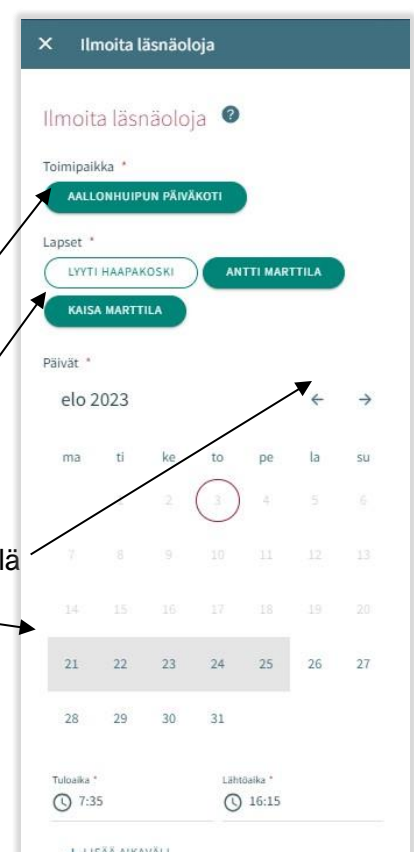 × Ilmoita läsnäoloja
Ilmoita läsnäoloja ?
Toimipaikka *
AALLONHUIPUN PÄIVÄKOTI
Lapset *
LYYTI HAAPAKOSKI ANTTI MARTTILA
KAISA MARTTILA
Päivät *
elo 2023 ← →
ma ti ke to pe la su
1 2 3 4 5 6
7 8 9 10 11 12 13
lä
14 15 16 17 18 19 20
21 22 23 24 25 26 27
28 29 30 31
Tuloaika * Lähtöaika *
7:35 16:15
+ LISÄÄ AIKAVÄLI